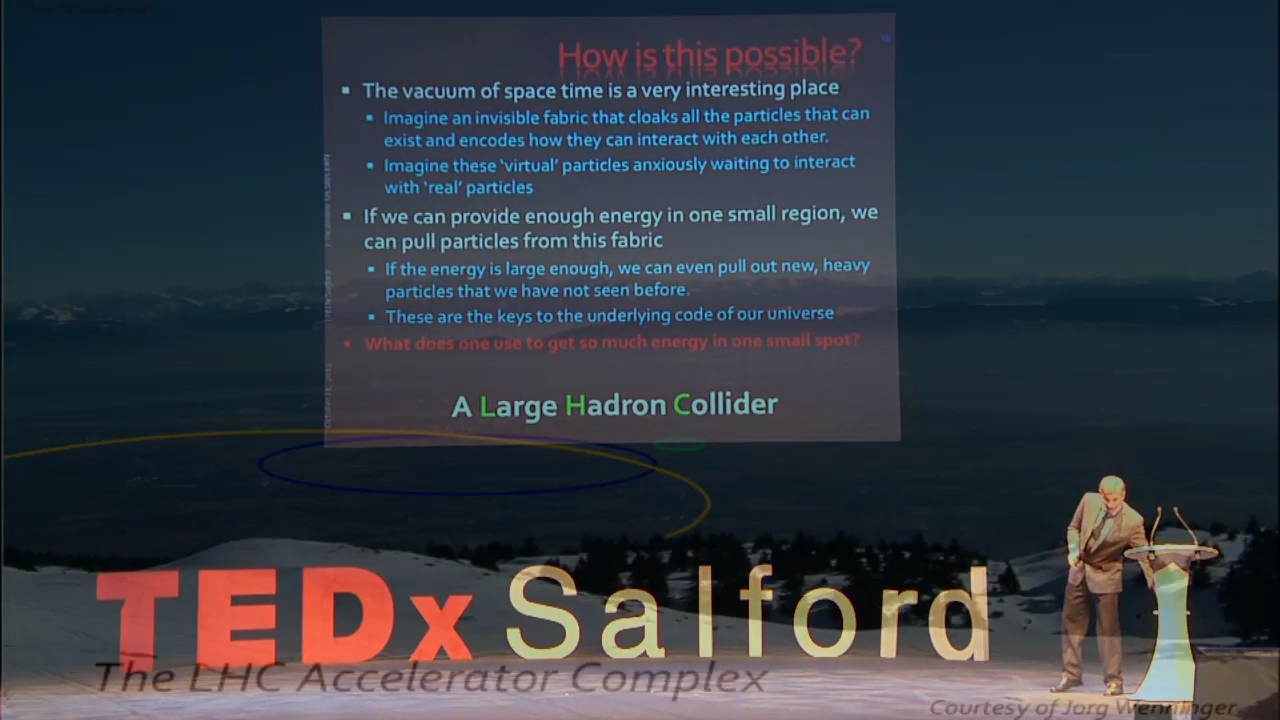 How is this possible?
The vacuum of space time is a very interesting place
Imagine an invisible fabric that cloaks all the particles that can
exist and encodes how they can interact with each other.
Imagine these 'virtual' particles anxiously waiting to interact
with 'real' particles
If we can provide enough energy in one small region, we
can pull particles from this fabric
If the energy is large enough, we can even pull out new, heavy
particles that we have not seen before.
These are the keys to the underlying code of our universe
What does one use to get so much energy in one small spot?
A Large Hadron Collider
TEDx Salford
The LHC Accelerator Complex
Courtesy of Jorg Wenninger